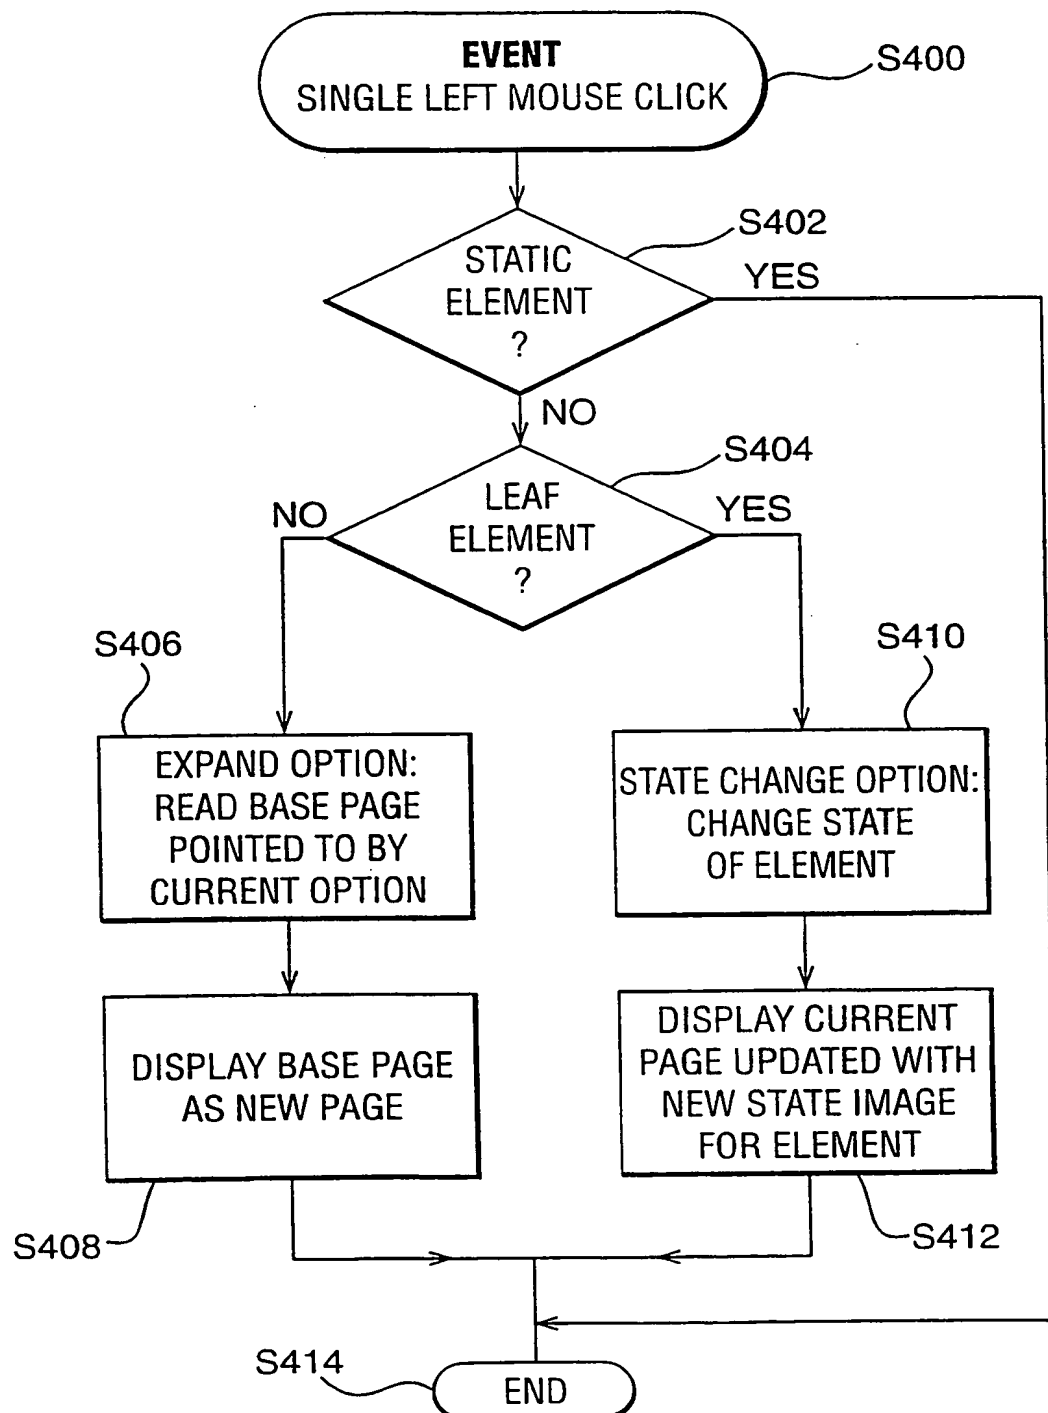 EVENT
SINGLE LEFT MOUSE CLICK
S400
S402
STATIC
ELEMENT
?
YES
NO
S404
LEAF
ELEMENT
?
NO
YES
S406
EXPAND OPTION:
READ BASE PAGE
POINTED TO BY
CURRENT OPTION
S410
STATE CHANGE OPTION:
CHANGE STATE
OF ELEMENT
DISPLAY BASE PAGE
AS NEW PAGE
S408
DISPLAY CURRENT
PAGE UPDATED WITH
NEW STATE IMAGE
FOR ELEMENT
S412
S414
END